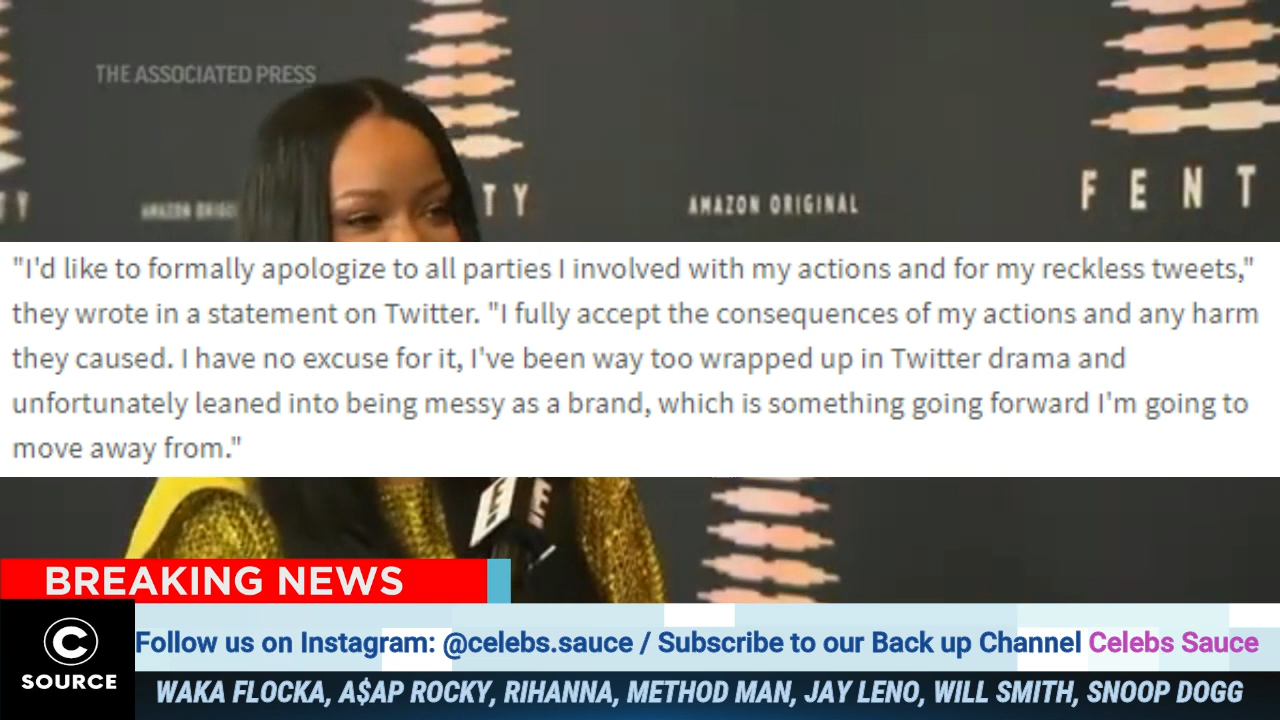 FENT
THE ASSOCIATED PRESS
TY
TY
AMAZON ORIGINAL
"I'd like to formally apologize to all parties I involved with my actions and for my reckless tweets,"
they wrote in a statement on Twitter. "I fully accept the consequences of my actions and any harm
they caused. I have no excuse for it, I've been way too wrapped up in Twitter drama and
unfortunately leaned into being messy as a brand, which is something going forward I'm going to
move away from."
E
E
BREAKING NEWS
C
SOURCE
Follow us on Instagram: @celebs.sauce / Subscribe to our Back up Channel Celebs Sauce
WAKA FLOCKA, A$AP ROCKY, RIHANNA, METHOD MAN, JAY LENO, WILL SMITH, SNOOP DOGG